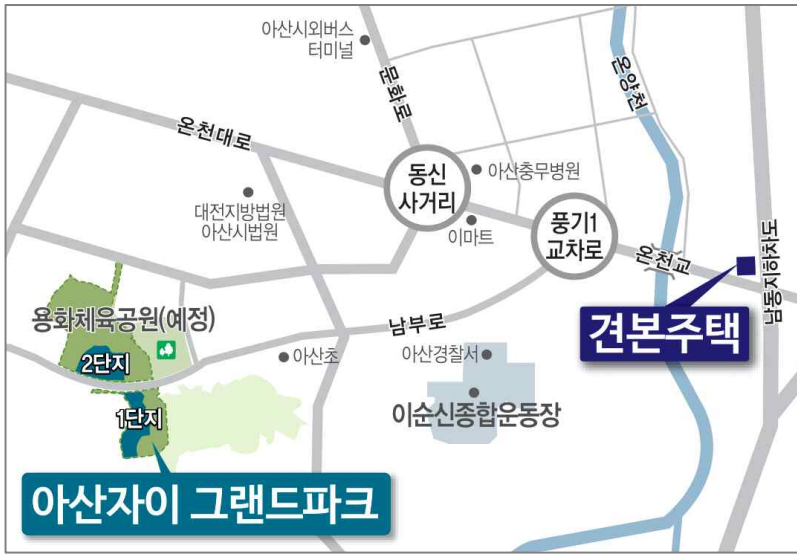 아산시외버스
터미널
문화로
온양천
온천대로
동신
사거리
아산충무병원
대전지방법원
아산시법원
이마트
풍기1
교차로
온천교
남동지하차도
견본주택
용화체육공원(예정)
2단지
남부로
아산초
아산경찰서
이순신종합운동장
1단지
아산자이 그랜드파크